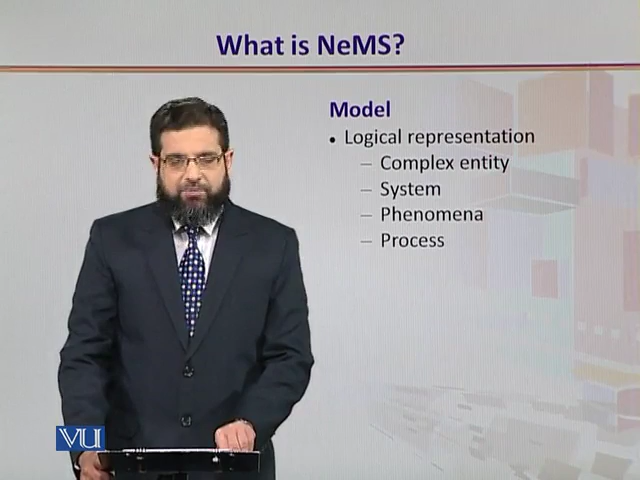 What is NeMS?
Model
• Logical representation
– Complex entity
– System
– Phenomena
– Process
VU